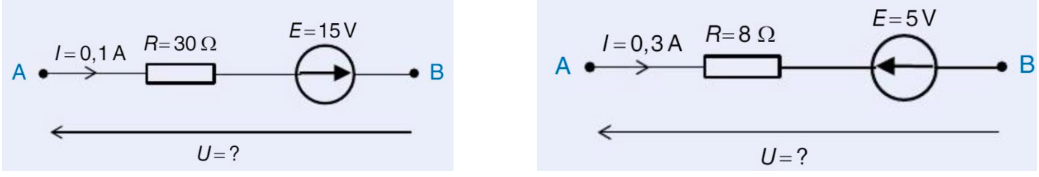 E=15 V
I=0,1 A R=30 Ω
A B
U=?
E=5 V
I=0,3 A R=8 Ω
A B
U=?